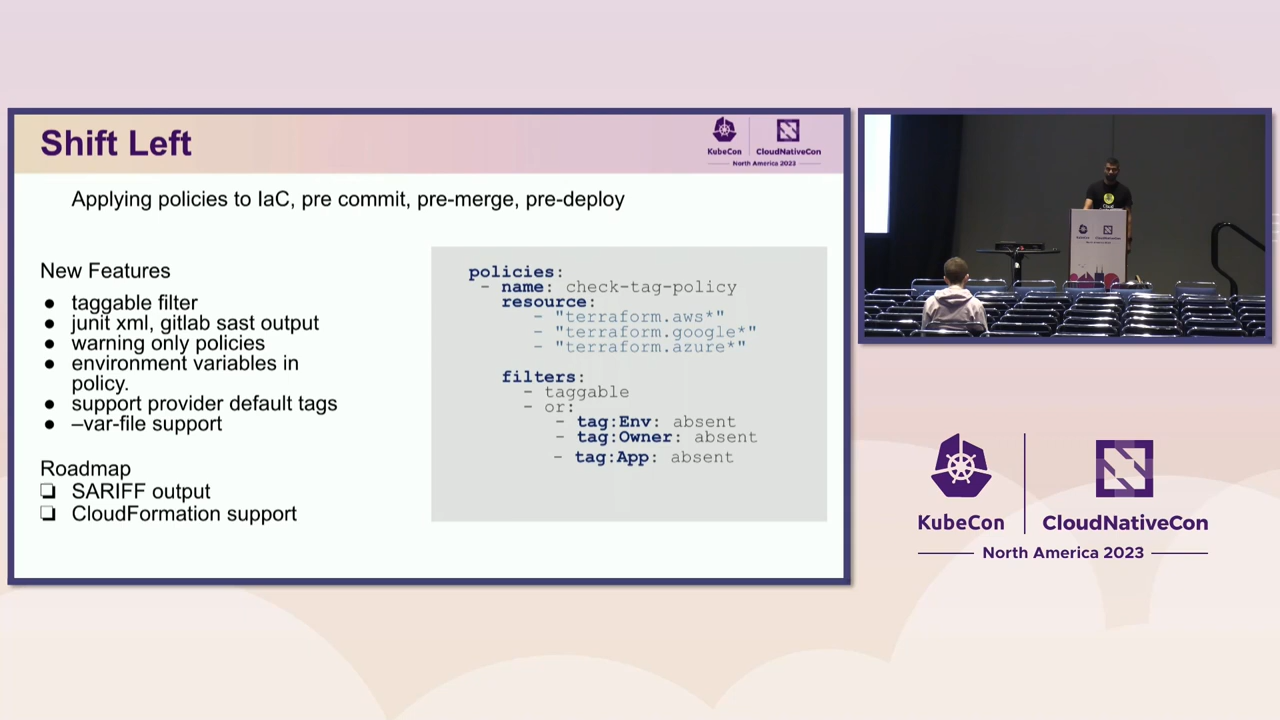 Shift Left
KubeCon
CloudNativeCon
North America 2023
Applying policies to IaC, pre commit, pre-merge, pre-deploy
New Features
● taggable filter
● junit xml, gitlab sast output
● warning only policies
● environment variables in
policy.
● support provider default tags
● –var-file support
Roadmap
❏ SARIFF output
❏ CloudFormation support
policies:
- name: check-tag-policy
resource:
- "terraform.aws*"
- "terraform.google*"
- "terraform.azure*"
filters:
- taggable
- or:
- tag:Env: absent
- tag:Owner: absent
- tag:App: absent
KubeCon
CloudNativeCon
North America 2023